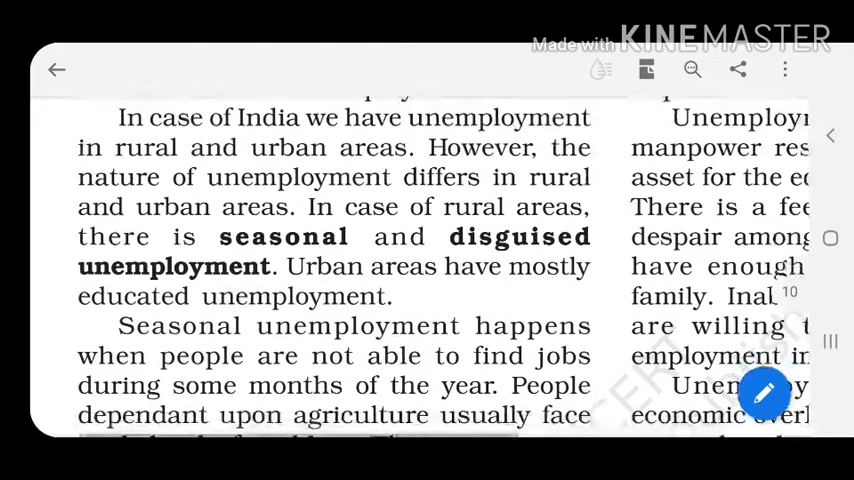 Made with KINEMASTER
In case of India we have unemployment
in rural and urban areas. However, the
nature of unemployment differs in rural
and urban areas. In case of rural areas,
there is seasonal and disguised
unemployment. Urban areas have mostly
educated unemployment.
Seasonal unemployment happens
when people are not able to find jobs
during some months of the year. People
dependant upon agriculture usually face
manpower res
asset for the
There is a
despair among
have enough
family.
10
are willing
employment in
economic